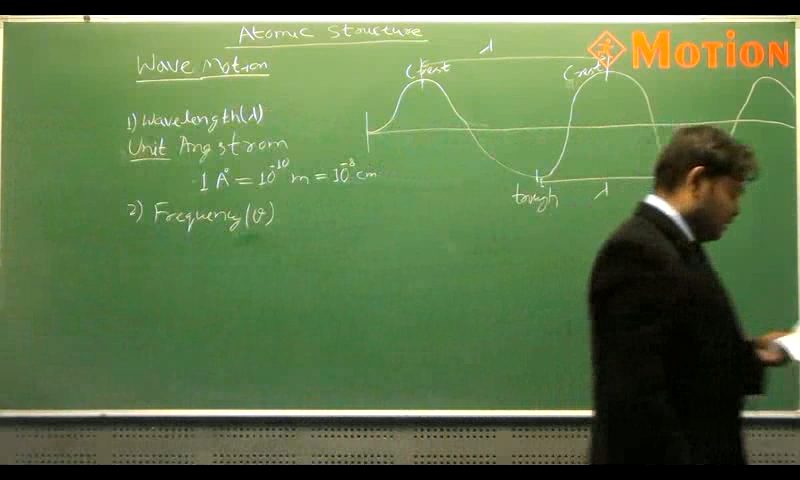 Atomic Structure
Wave Motion
λ
Crest
Crest
MOTION
1) Wavelength (λ)
Unit Angstrom
1 A° = 10⁻¹⁰ m = 10⁻⁸ cm
trough
λ
2) Frequency (ν)